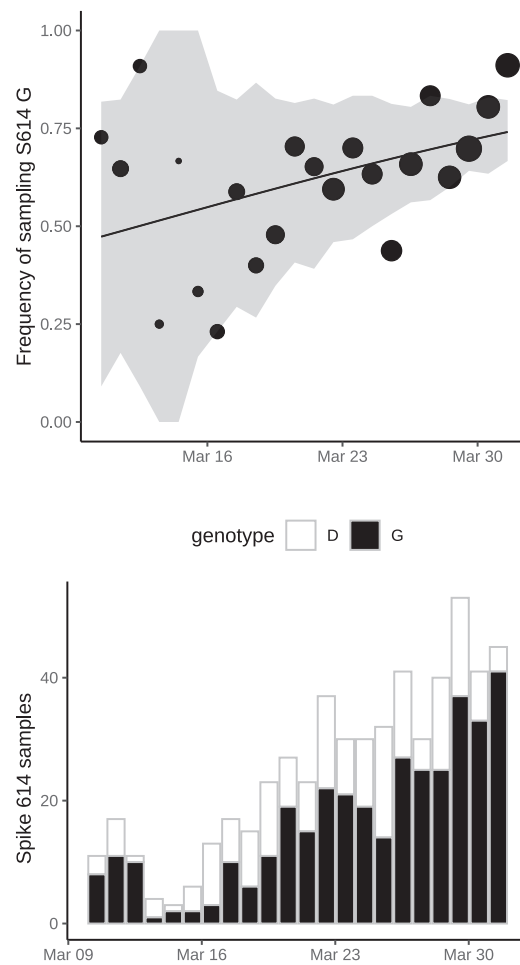 Frequency of sampling S614 G
1.00
0.75
0.50
0.25
0.00
Mar 16 Mar 23 Mar 30
genotype D G
Spike 614 samples
40
20
0
Mar 09 Mar 16 Mar 23 Mar 30